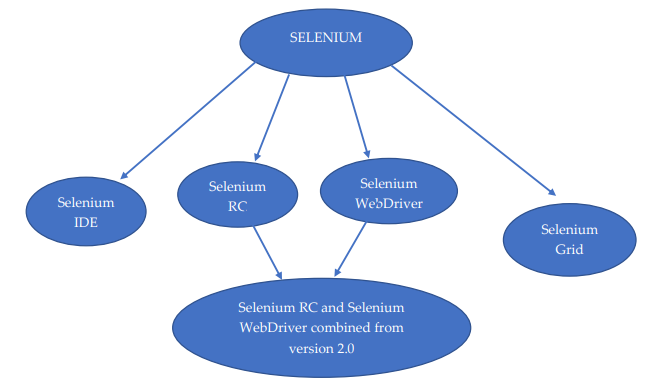 SELENIUM
Selenium
IDE
Selenium
RC
Selenium
WebDriver
Selenium
Grid
Selenium RC and Selenium
WebDriver combined from
version 2.0